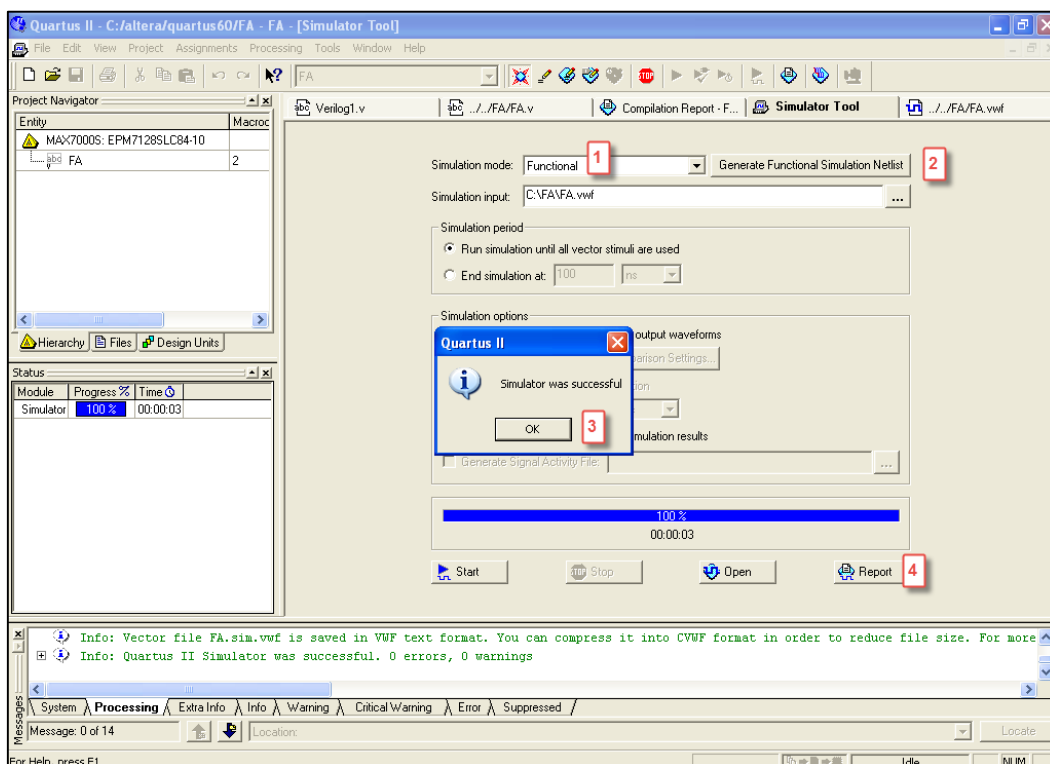 Quartus II - C:/altera/quartus60/FA - FA - [Simulator Tool]
File Edit View Project Assignments Processing Tools Window Help
FA
Project Navigator
Entity
Macroc
MAX7000S: EPM7128SLC84-10
FA
2
Hierarchy Files Design Units
Status
Module Progress % Time
Simulator 100 % 00:00:03
Verilog1.v
../../FA/FA.v
Compilation Report - F...
Simulator Tool
../../FA/FA.vwf
Simulation mode: Functional 1 Generate Functional Simulation Netlist 2
Simulation input: C:\FA\FA.vwf ...
Simulation period
Run simulation until all vector stimuli are used
End simulation at: 100 ns
Simulation options
output waveforms
Quartus II
parison Settings...
Simulator was successful
OK 3
mulation results
Generate Signal Activity File: ...
100 %
00:00:03
Start Stop Open Report 4
Info: Vector file FA.sim.vwf is saved in VWF text format. You can compress it into CVWF format in order to reduce file size. For more
Info: Quartus II Simulator was successful. 0 errors, 0 warnings
System Processing Extra Info Info Warning Critical Warning Error Suppressed
Messages
Message: 0 of 14 Location: Locate
For Help, press F1 Idle NUM